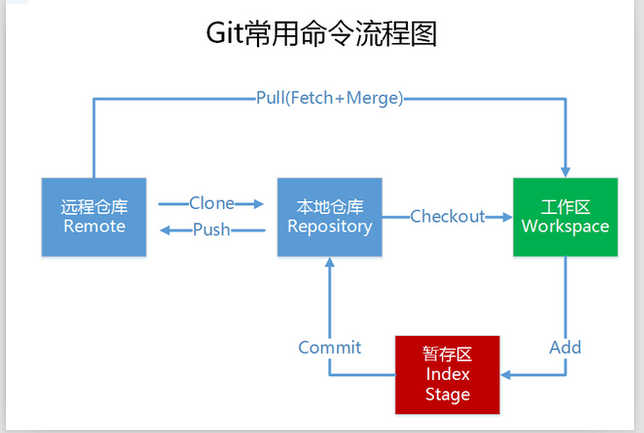 Git常用命令流程图
Pull(Fetch+Merge)
远程仓库
Remote
Clone
Push
本地仓库
Repository
Checkout
工作区
Workspace
Commit
暂存区
Index
Stage
Add